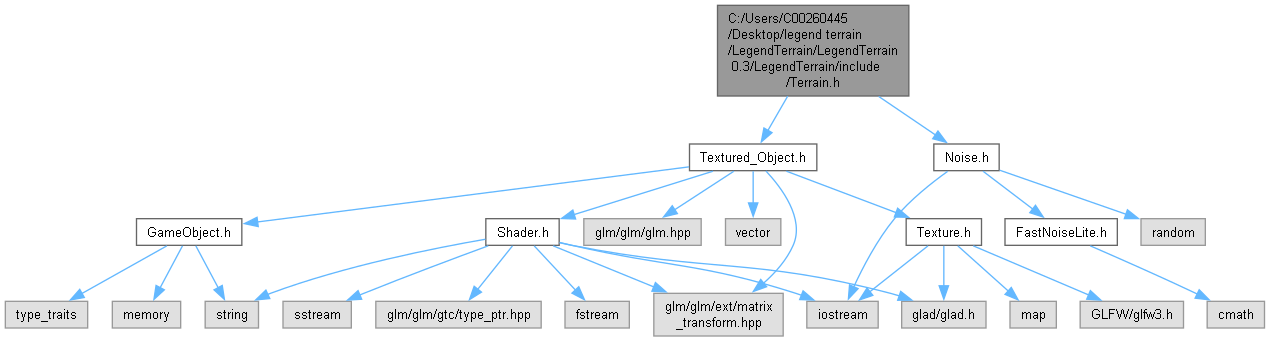 C:/Users/C00260445
/Desktop/legend terrain
/LegendTerrain/LegendTerrain
0.3/LegendTerrain/include
/Terrain.h
Textured_Object.h
Noise.h
GameObject.h
Shader.h
glm/glm/glm.hpp
vector
Texture.h
FastNoiseLite.h
random
type_traits
memory
string
sstream
glm/glm/gtc/type_ptr.hpp
fstream
glm/glm/ext/matrix
_transform.hpp
iostream
glad/glad.h
map
GLFW/glfw3.h
cmath